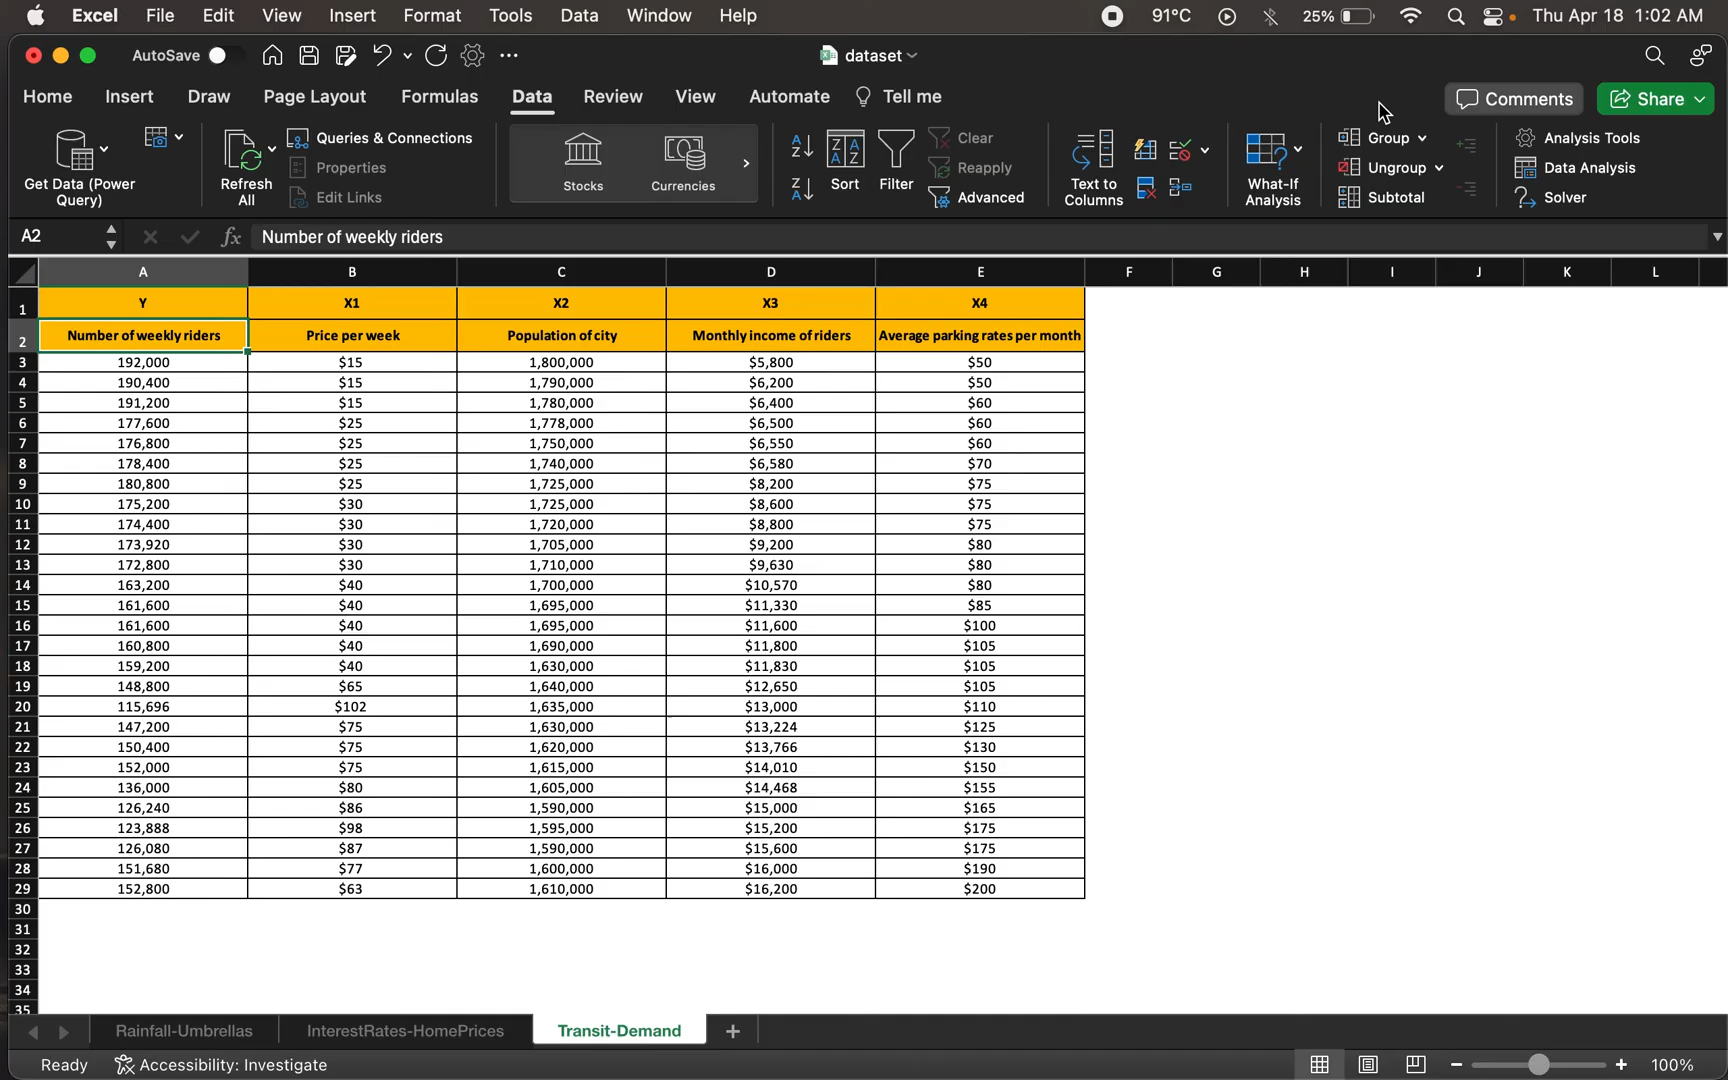 Excel File Edit View Insert Format Tools Data Window Help 91°C 25% Thu Apr 18 1:02 AM
AutoSave dataset
Home Insert Draw Page Layout Formulas Data Review View Automate Tell me Comments Share
Get Data (Power Query)
Refresh All
Queries & Connections
Properties
Edit Links
Stocks
Currencies
Sort
Filter
Clear
Reapply
Advanced
Text to Columns
What-If Analysis
Group
Ungroup
Subtotal
Analysis Tools
Data Analysis
Solver
A2 fx Number of weekly riders
A B C D E F G H I J K L
1 Y X1 X2 X3 X4
2 Number of weekly riders Price per week Population of city Monthly income of riders Average parking rates per month
3 192,000 $15 1,800,000 $5,800 $50
4 190,400 $15 1,790,000 $6,200 $50
5 191,200 $15 1,780,000 $6,400 $60
6 177,600 $25 1,778,000 $6,500 $60
7 176,800 $25 1,750,000 $6,550 $60
8 178,400 $25 1,740,000 $6,580 $70
9 180,800 $25 1,725,000 $8,200 $75
10 175,200 $30 1,725,000 $8,600 $75
11 174,400 $30 1,720,000 $8,800 $75
12 173,920 $30 1,705,000 $9,200 $80
13 172,800 $30 1,710,000 $9,630 $80
14 163,200 $40 1,700,000 $10,570 $80
15 161,600 $40 1,695,000 $11,330 $85
16 161,600 $40 1,695,000 $11,600 $100
17 160,800 $40 1,690,000 $11,800 $105
18 159,200 $40 1,630,000 $11,830 $105
19 148,800 $65 1,640,000 $12,650 $105
20 115,696 $102 1,635,000 $13,000 $110
21 147,200 $75 1,630,000 $13,224 $125
22 150,400 $75 1,620,000 $13,766 $130
23 152,000 $75 1,615,000 $14,010 $150
24 136,000 $80 1,605,000 $14,468 $155
25 126,240 $86 1,590,000 $15,000 $165
26 123,888 $98 1,595,000 $15,200 $175
27 126,080 $87 1,590,000 $15,600 $175
28 151,680 $77 1,600,000 $16,000 $190
29 152,800 $63 1,610,000 $16,200 $200
30
31
32
33
34
35
Rainfall-Umbrellas InterestRates-HomePrices Transit-Demand
Ready Accessibility: Investigate 100%